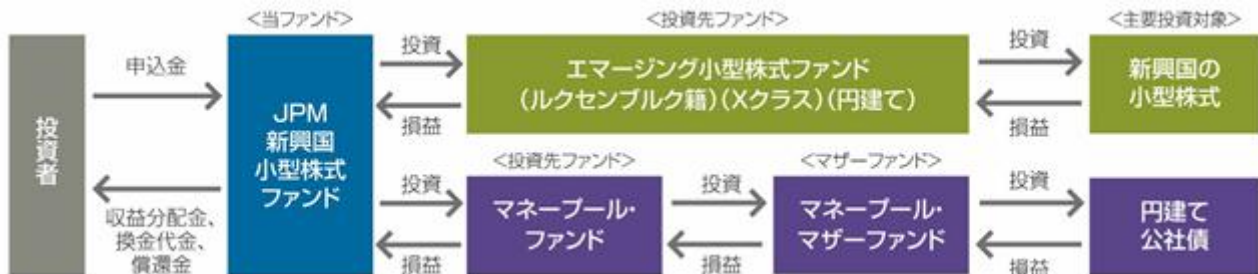 <当ファンド>
<投資先ファンド>
<主要投資対象>
投資者
申込金
収益分配金、
換金代金、
償還金
JPM
新興国
小型株式
ファンド
投資
損益
エマージング小型株式ファンド
(ルクセンブルク籍)(Xクラス)(円建て)
投資
損益
新興国の
小型株式
<投資先ファンド>
<マザーファンド>
投資
損益
マネープール・
ファンド
投資
損益
マネープール・
マザーファンド
投資
損益
円建て
公社債